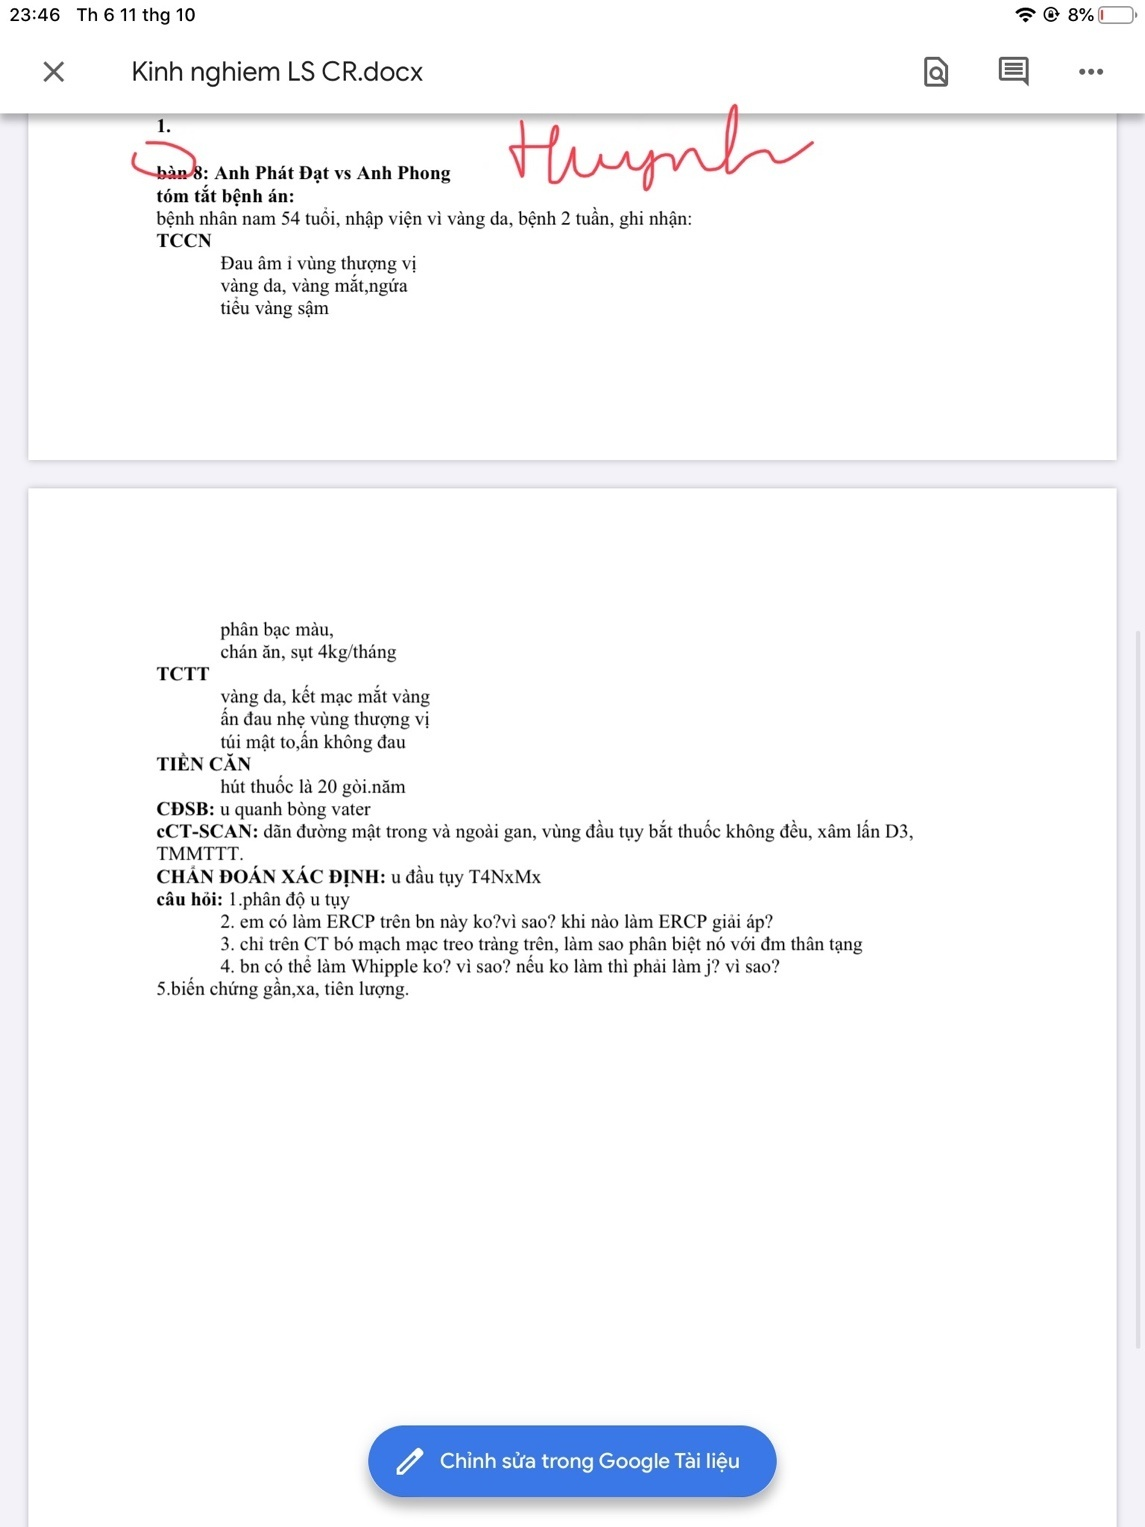 23:46 Th 6 11 thg 10
8%
Kinh nghiem LS CR.docx
1.
Huynh
bàn 8: Anh Phát Đạt vs Anh Phong
tóm tắt bệnh án:
bệnh nhân nam 54 tuổi, nhập viện vì vàng da, bệnh 2 tuần, ghi nhận:
TCCN
Đau âm ỉ vùng thượng vị
vàng da, vàng mắt,ngứa
tiểu vàng sậm
phân bạc màu,
chán ăn, sụt 4kg/tháng
TCTT
vàng da, kết mạc mắt vàng
ấn đau nhẹ vùng thượng vị
túi mật to,ấn không đau
TIỀN CĂN
hút thuốc là 20 gòi.năm
CĐSB: u quanh bòng vater
cCT-SCAN: dãn đường mật trong và ngoài gan, vùng đầu tụy bắt thuốc không đều, xâm lấn D3,
TMMTTT.
CHẨN ĐOÁN XÁC ĐỊNH: u đầu tụy T4NxMx
câu hỏi: 1.phân độ u tụy
2. em có làm ERCP trên bn này ko?vì sao? khi nào làm ERCP giải áp?
3. chỉ trên CT bó mạch mạc treo tràng trên, làm sao phân biệt nó với đm thân tạng
4. bn có thể làm Whipple ko? vì sao? nếu ko làm thì phải làm j? vì sao?
5.biến chứng gần,xa, tiên lượng.
Chỉnh sửa trong Google Tài liệu